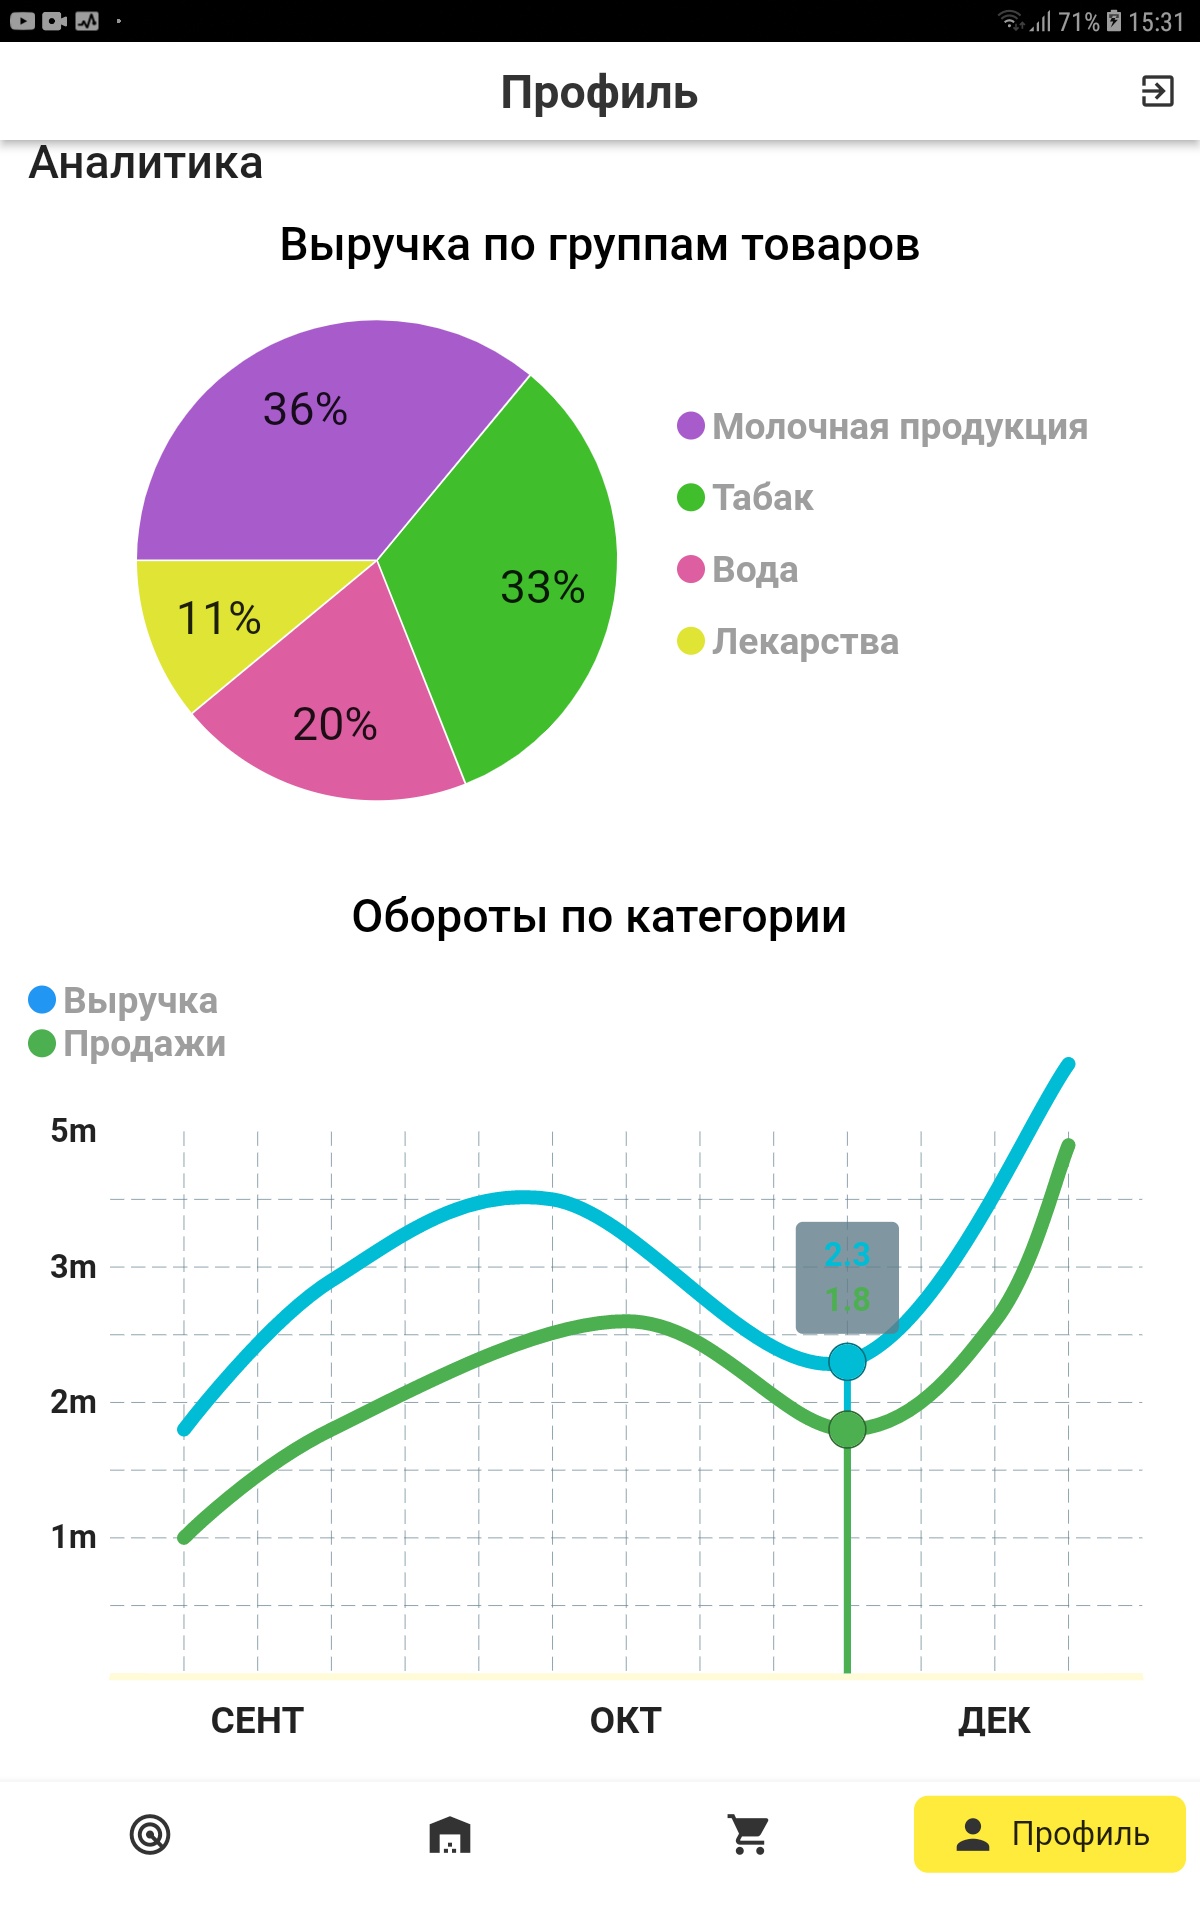 71% 15:31
Профиль
Аналитика
Выручка по группам товаров
36%
33%
11%
20%
Молочная продукция
Табак
Вода
Лекарства
Обороты по категории
Выручка
Продажи
5m
3m
2m
1m
2.3
1.8
СЕНТ ОКТ ДЕК
Профиль